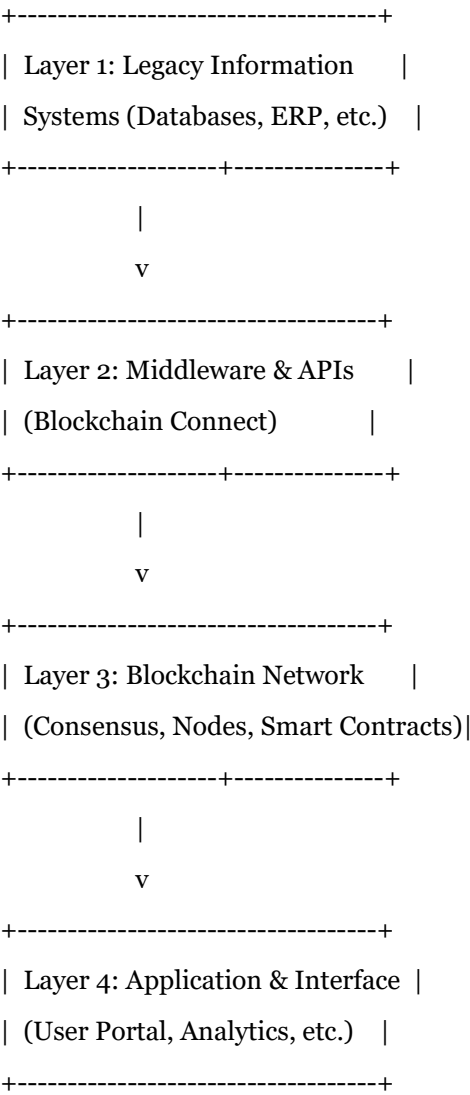 +------------------------------------+
| Layer 1: Legacy Information |
| Systems (Databases, ERP, etc.) |
+--------------------+---------------+
|
v
+------------------------------------+
| Layer 2: Middleware & APIs |
| (Blockchain Connect) |
+--------------------+---------------+
|
v
+------------------------------------+
| Layer 3: Blockchain Network |
| (Consensus, Nodes, Smart Contracts)|
+--------------------+---------------+
|
v
+------------------------------------+
| Layer 4: Application & Interface |
| (User Portal, Analytics, etc.) |
+------------------------------------+